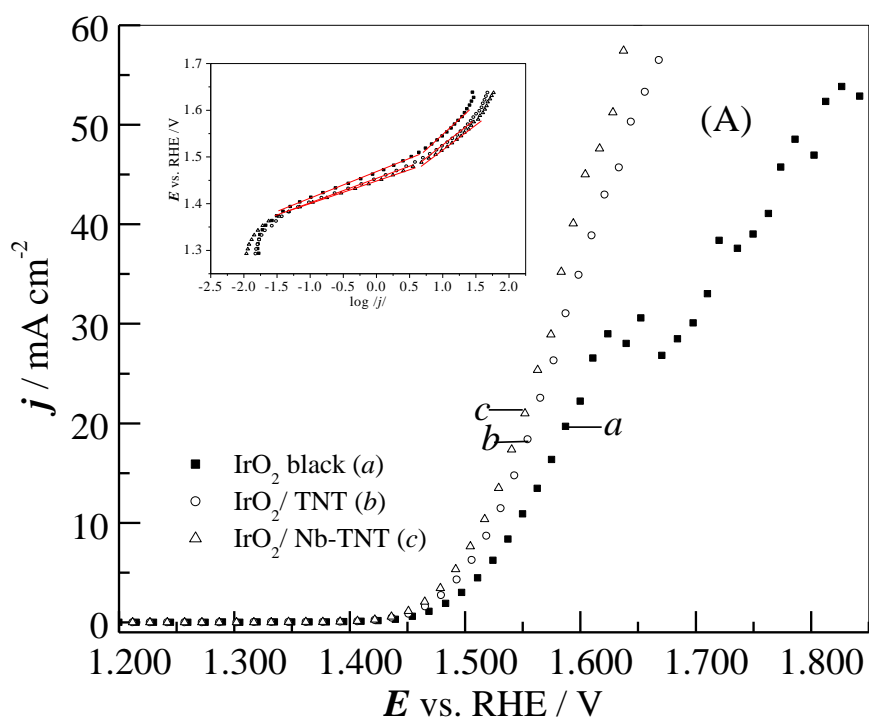 60
50
40
30
20
10
0
j / mA cm-2
1.200 1.300 1.400 1.500 1.600 1.700 1.800
E vs. RHE / V
(A)
1.7
1.6
1.5
1.4
1.3
E vs. RHE / V
-2.5 -2.0 -1.5 -1.0 -0.5 0.0 0.5 1.0 1.5 2.0
log /j/
c
b
a
IrO2 black (a)
IrO2/ TNT (b)
IrO2/ Nb-TNT (c)